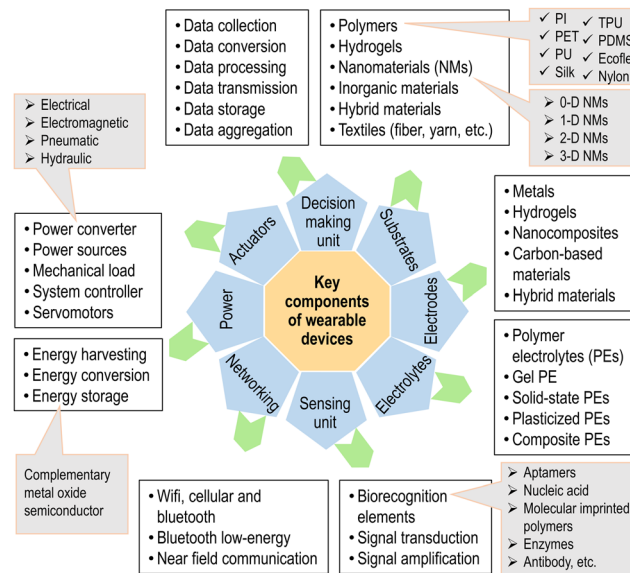 • Data collection
• Data conversion
• Data processing
• Data transmission
• Data storage
• Data aggregation
• Polymers
• Hydrogels
• Nanomaterials (NMs)
• Inorganic materials
• Hybrid materials
• Textiles (fiber, yarn, etc.)
✓ PI
✓ PET
✓ PU
✓ Silk
✓ TPU
✓ PDMS
✓ Ecofle
✓ Nylon
➢ 0-D NMs
➢ 1-D NMs
➢ 2-D NMs
➢ 3-D NMs
➢ Electrical
➢ Electromagnetic
➢ Pneumatic
➢ Hydraulic
• Power converter
• Power sources
• Mechanical load
• System controller
• Servomotors
• Energy harvesting
• Energy conversion
• Energy storage
Complementary
metal oxide
semiconductor
Decision
making unit
Substrates
Electrodes
Electrolytes
Sensing
unit
Networking
Power
Actuators
Key
components
of wearable
devices
• Metals
• Hydrogels
• Nanocomposites
• Carbon-based
materials
• Hybrid materials
• Polymer
electrolytes (PEs)
• Gel PE
• Solid-state PEs
• Plasticized PEs
• Composite PEs
• Wifi, cellular and
bluetooth
• Bluetooth low-energy
• Near field communication
• Biorecognition
elements
• Signal transduction
• Signal amplification
➢ Aptamers
➢ Nucleic acid
➢ Molecular imprinted
polymers
➢ Enzymes
➢ Antibody, etc.